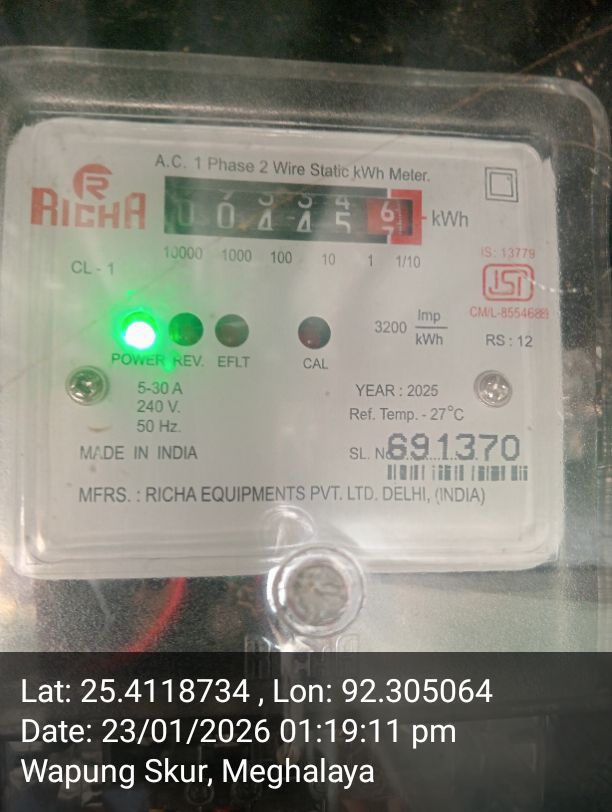 A.C. 1 Phase 2 Wire Static kWh Meter.
RICHA
kWh
10000 1000 100 10 1 1/10
CL - 1
IS: 13779
ISI
3200 Imp/kWh
RS : 12
POWER REV. EFLT CAL
5-30 A
240 V.
50 Hz.
YEAR : 2025
Ref. Temp. - 27°C
MADE IN INDIA
SL. No. 691370
MFRS. : RICHA EQUIPMENTS PVT. LTD. DELHI, (INDIA)
Lat: 25.4118734 , Lon: 92.305064
Date: 23/01/2026 01:19:11 pm
Wapung Skur, Meghalaya